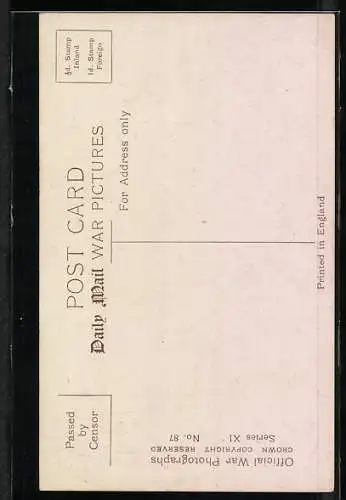 Passed
by
Censor
POST CARD
Daily Mail WAR PICTURES
½d. Stamp
Inland
1d. Stamp
Foreign
For Address only
Official War Photographs
CROWN COPYRIGHT RESERVED
Series XI. No. 87
Printed in England